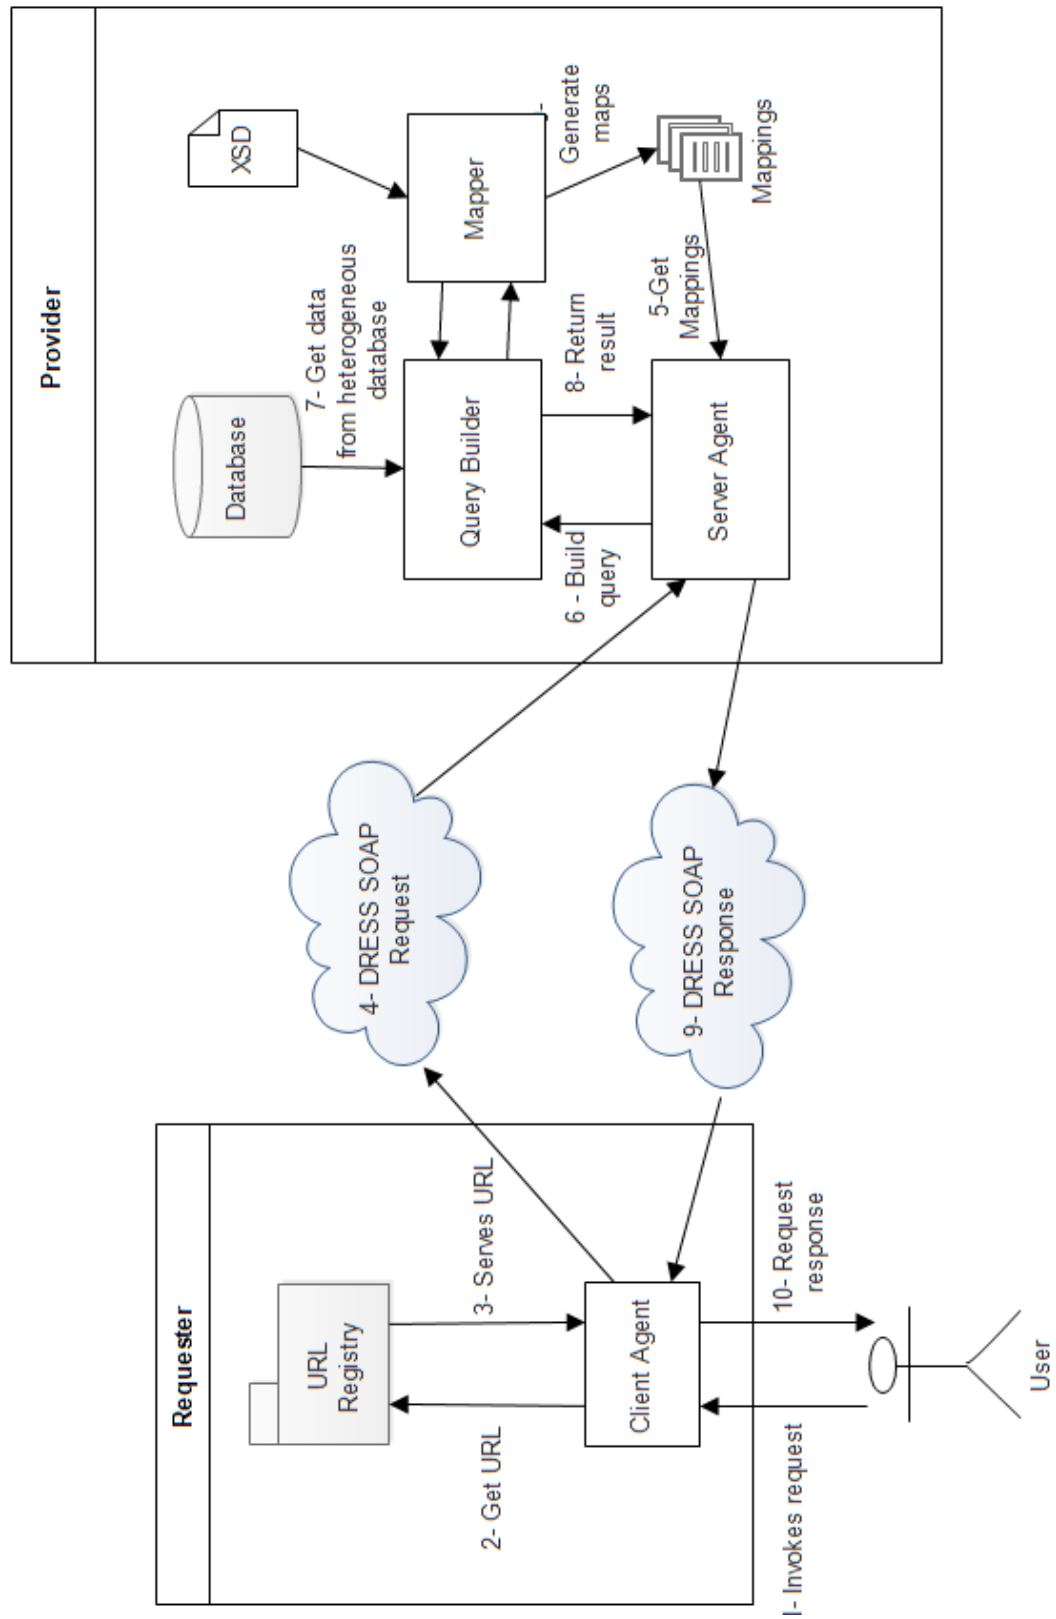 Requester
URL
Registry
2- Get URL
3- Serves URL
Client Agent
I- Invokes request
10- Request
response
User
4- DRESS SOAP
Request
9- DRESS SOAP
Response
Provider
Database
7- Get data
from heterogeneous
database
XSD
Query Builder
Mapper
Generate
maps
6 - Build
query
8- Return
result
5-Get
Mappings
Mappings
Server Agent